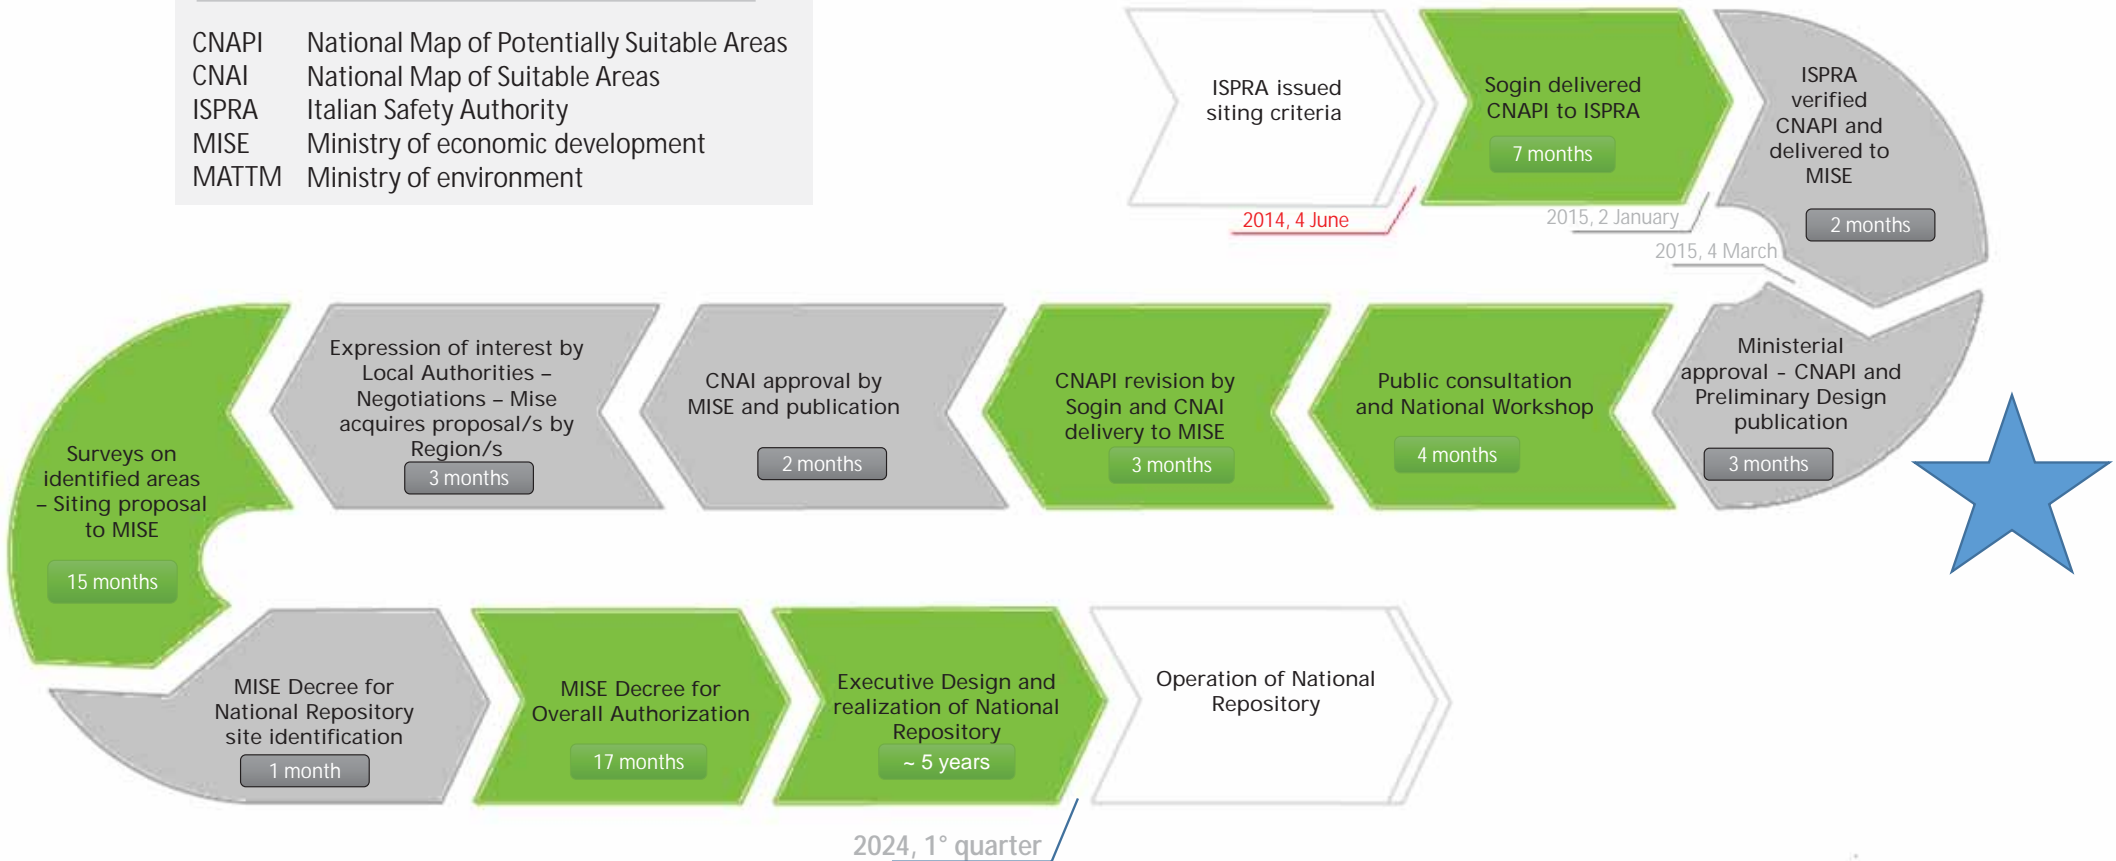 CNAPI National Map of Potentially Suitable Areas
CNAI National Map of Suitable Areas
ISPRA Italian Safety Authority
MISE Ministry of economic development
MATTM Ministry of environment
ISPRA issued
siting criteria
2014, 4 June
Sogin delivered
CNAPI to ISPRA
7 months
2015, 2 January
ISPRA
verified
CNAPI and
delivered to
MISE
2 months
2015, 4 March
Ministerial
approval - CNAPI and
Preliminary Design
publication
3 months
Public consultation
and National Workshop
4 months
CNAPI revision by
Sogin and CNAI
delivery to MISE
3 months
CNAI approval by
MISE and publication
2 months
Expression of interest by
Local Authorities –
Negotiations – Mise
acquires proposal/s by
Region/s
3 months
Surveys on
identified areas
– Siting proposal
to MISE
15 months
MISE Decree for
National Repository
site identification
1 month
MISE Decree for
Overall Authorization
17 months
Executive Design and
realization of National
Repository
~ 5 years
2024, 1° quarter
Operation of National
Repository